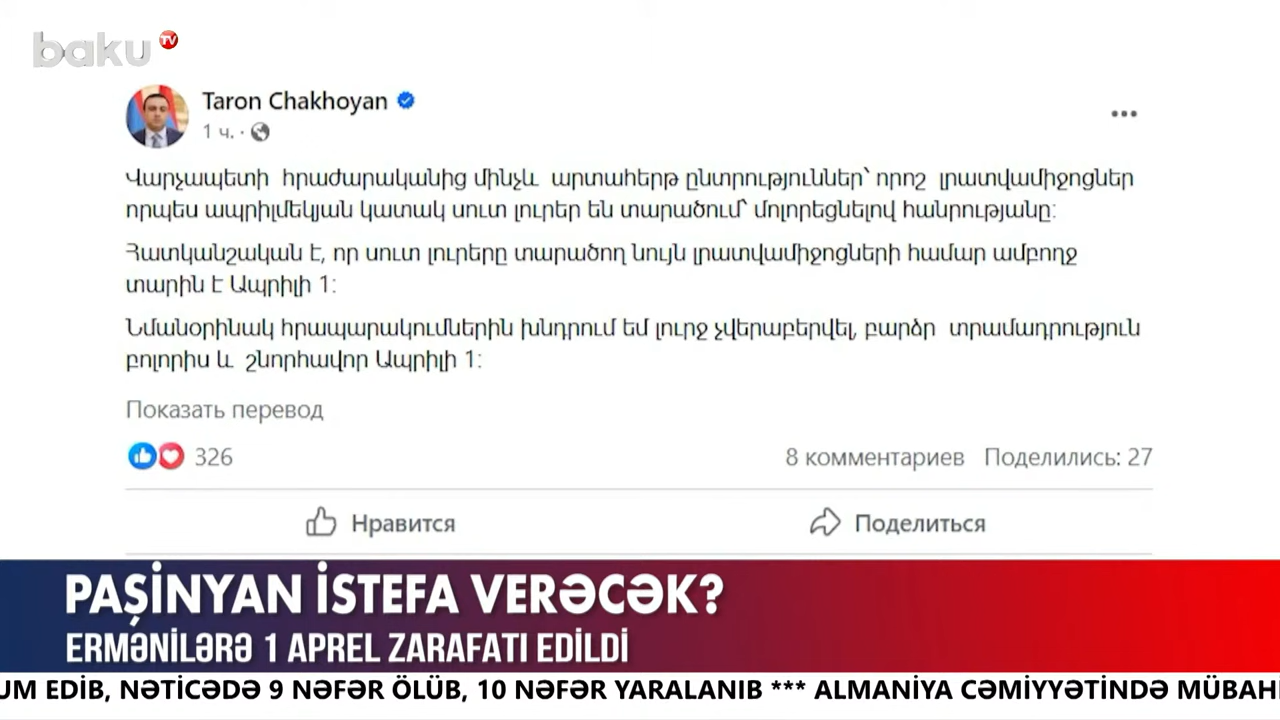 baku TV
Taron Chakhoyan
1 ч. ·
Վարչապետի հրաժարականից մինչև արտահերթ ընտրություններ՝ որոշ լրատվամիջոցներ
որպես ապրիլմեկյան կատակ սուտ լուրեր են տարածում՝ մոլորեցնելով հանրությանը։
Հատկանշական է, որ սուտ լուրերը տարածող նույն լրատվամիջոցների համար ամբողջ
տարին է Ապրիլի 1։
Նմանօրինակ հրապարակումներին խնդրում եմ լուրջ չվերաբերվել, բարձր տրամադրություն
բոլորիս և շնորհավոր Ապրիլի 1։
Показать перевод
326 8 комментариев Поделились: 27
Нравится Поделиться
PAŞİNYAN İSTEFA VERƏCƏK?
ERMƏNİLƏRƏ 1 APREL ZARAFATI EDİLDİ
UM EDİB, NƏTİCƏDƏ 9 NƏFƏR ÖLÜB, 10 NƏFƏR YARALANIB *** ALMANİYA CƏMİYYƏTİNDƏ MÜBAHİ